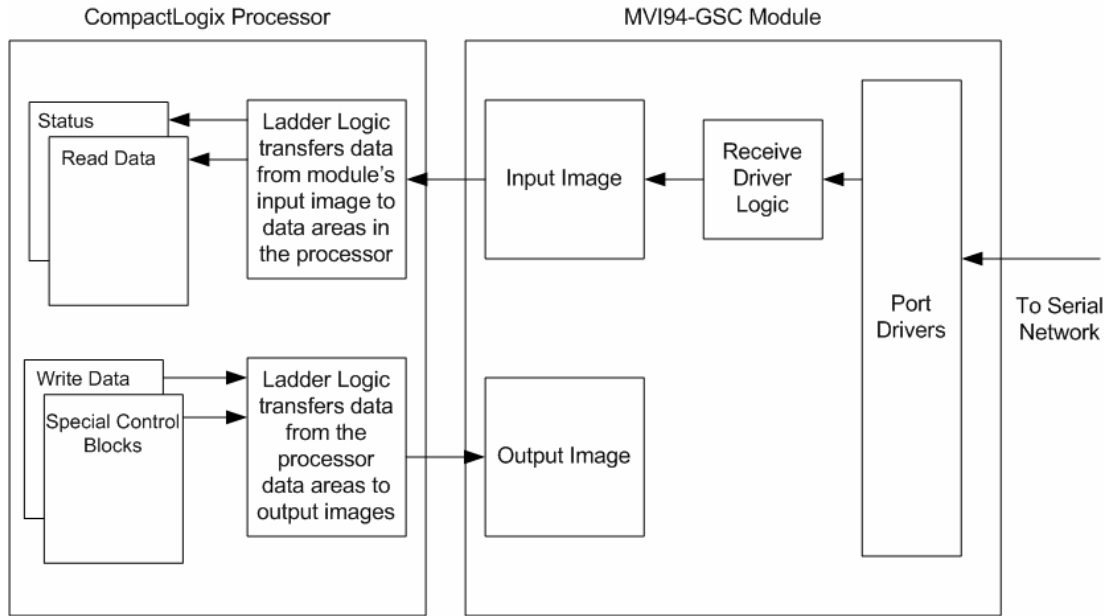 CompactLogix Processor
MVI94-GSC Module
Status
Read Data
Ladder Logic
transfers data
from module's
input image to
data areas in
the processor
Input Image
Receive
Driver
Logic
Port
Drivers
To Serial
Network
Write Data
Special Control
Blocks
Ladder Logic
transfers data
from the
processor
data areas to
output images
Output Image